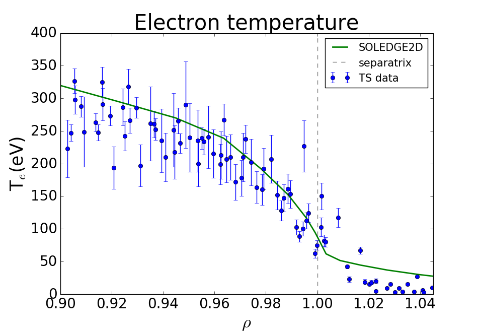 Electron temperature
400
350
300
250
200
150
100
50
0
T_e (eV)
SOLEDGE2D
separatrix
TS data
0.90 0.92 0.94 0.96 0.98 1.00 1.02 1.04
ρ